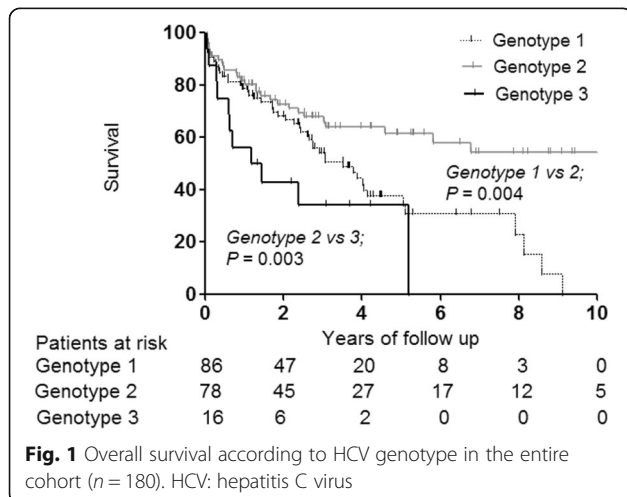 100
80
60
40
20
0
Survival
Genotype 1
Genotype 2
Genotype 3
Genotype 1 vs 2;
P = 0.004
Genotype 2 vs 3;
P = 0.003
0 2 4 6 8 10
Years of follow up
Patients at risk
Genotype 1 86 47 20 8 3 0
Genotype 2 78 45 27 17 12 5
Genotype 3 16 6 2 0 0 0
Fig. 1 Overall survival according to HCV genotype in the entire
cohort (n = 180). HCV: hepatitis C virus